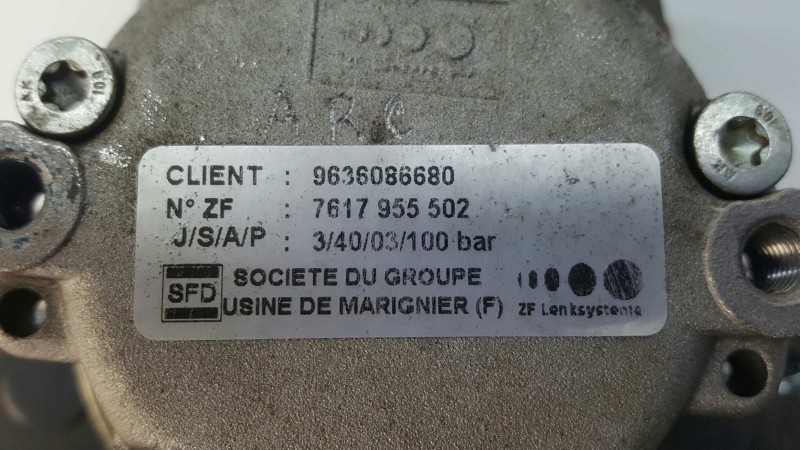 ARC
CLIENT : 9636086680
N° ZF : 7617 955 502
J/S/A/P : 3/40/03/100 bar
SFD SOCIETE DU GROUPE
USINE DE MARIGNIER (F) ZF Lenksysteme